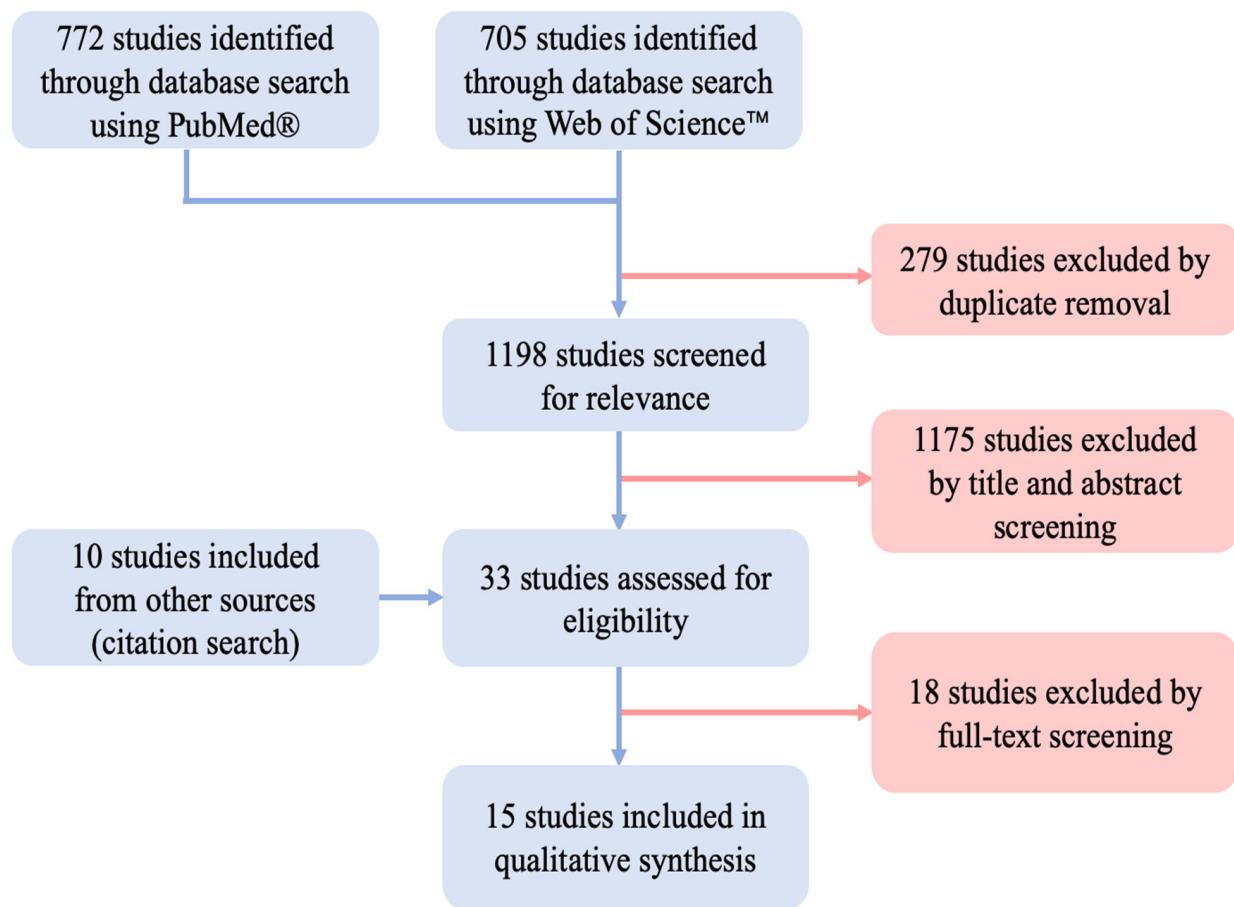 772 studies identified
through database search
using PubMed®
705 studies identified
through database search
using Web of Science™
279 studies excluded by
duplicate removal
1198 studies screened
for relevance
1175 studies excluded
by title and abstract
screening
10 studies included
from other sources
(citation search)
33 studies assessed for
eligibility
18 studies excluded by
full-text screening
15 studies included in
qualitative synthesis